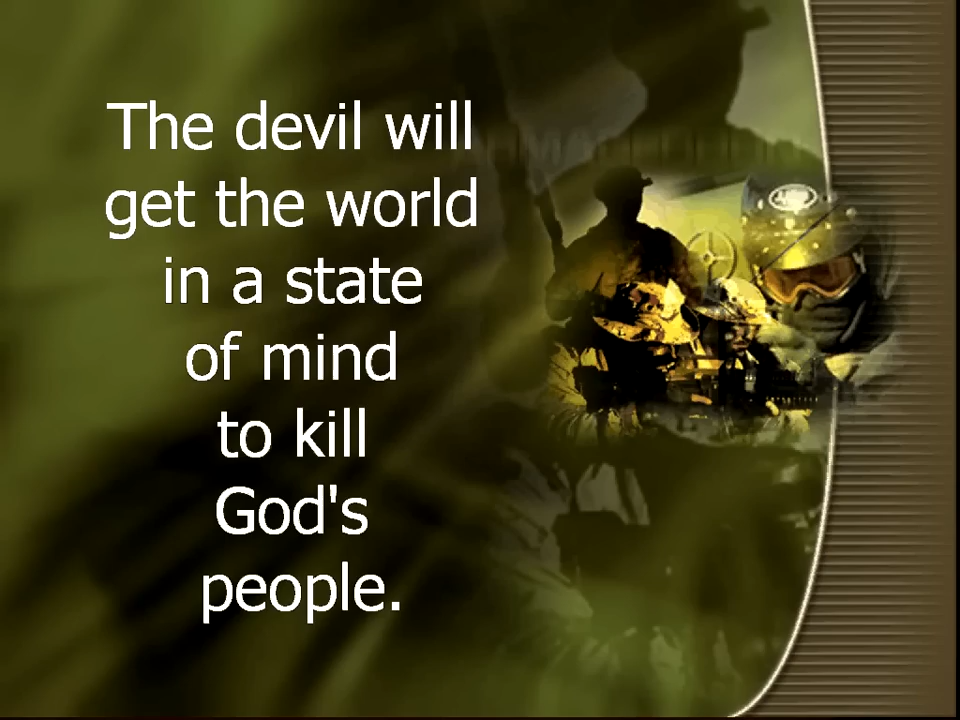 The devil will
get the world
in a state
of mind
to kill
God's
people.